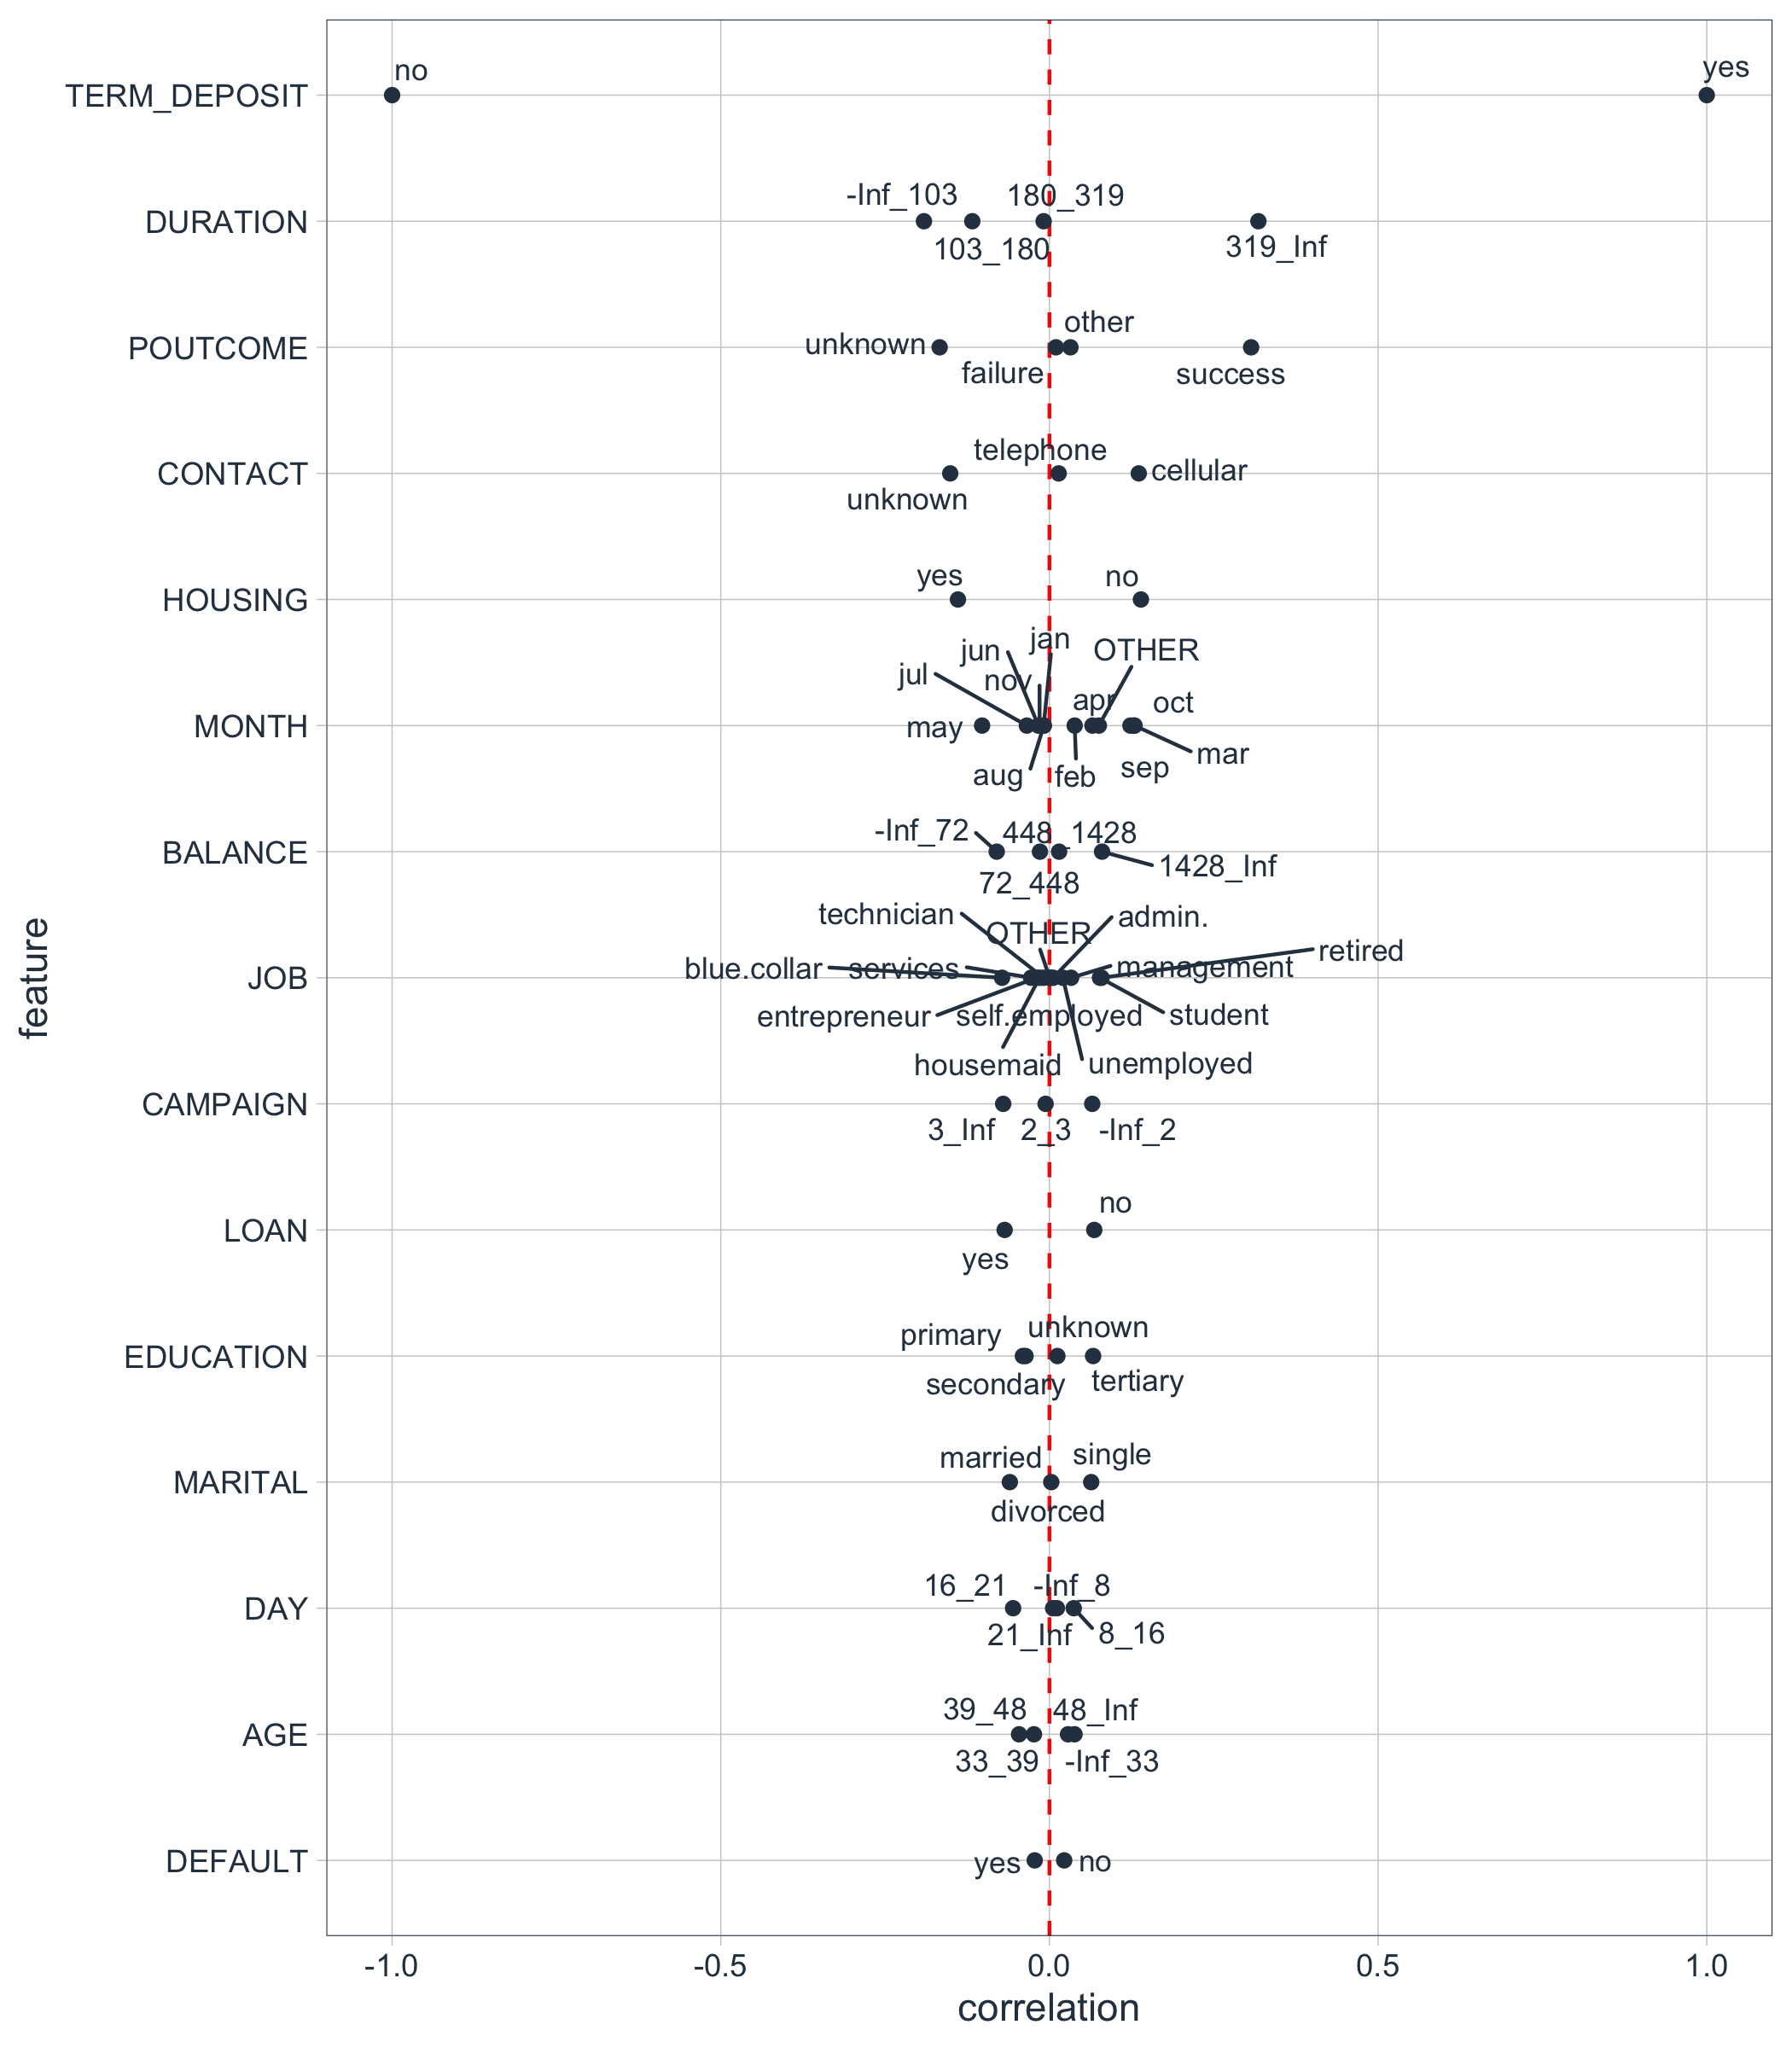 no
yes
TERM_DEPOSIT
-Inf_103
180_319
DURATION
103_180
319_Inf
other
POUTCOME
unknown
failure
success
telephone
CONTACT
cellular
unknown
yes
no
HOUSING
jan
jun
OTHER
jul
nov
apr
oct
MONTH
may
mar
aug
feb
sep
-Inf_72
448_1428
BALANCE
1428_Inf
72_448
technician
OTHER
admin.
retired
blue.collar
services
management
JOB
entrepreneur
self.employed
student
housemaid
unemployed
CAMPAIGN
3_Inf
2_3
-Inf_2
no
LOAN
yes
primary
unknown
EDUCATION
secondary
tertiary
married
single
MARITAL
divorced
16_21
-Inf_8
DAY
21_Inf
8_16
39_48
48_Inf
AGE
33_39
-Inf_33
DEFAULT
yes
no
-1.0
-0.5
0.0
0.5
1.0
correlation
feature